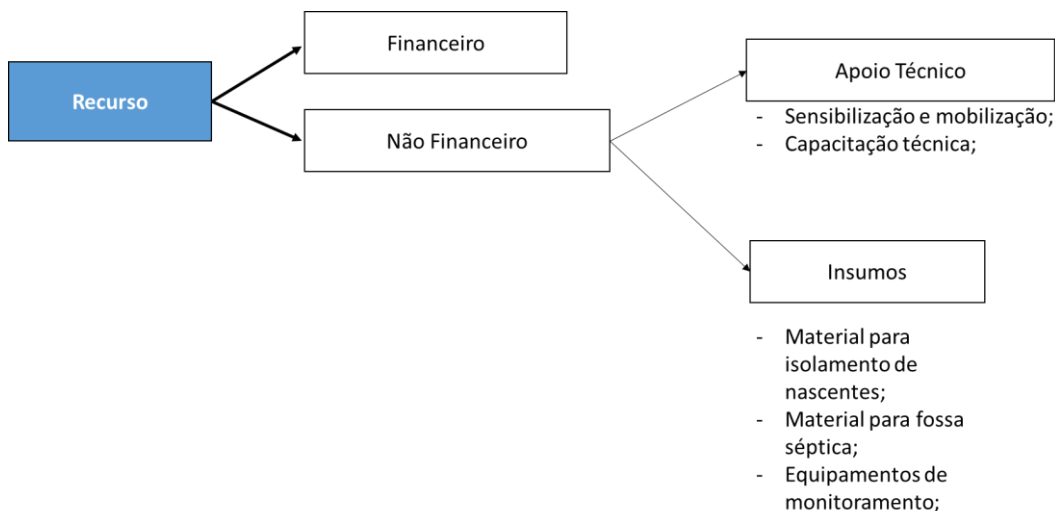 Recurso
Financeiro
Não Financeiro
Apoio Técnico
- Sensibilização e mobilização;
- Capacitação técnica;
Insumos
- Material para
isolamento de
nascentes;
- Material para fossa
séptica;
- Equipamentos de
monitoramento;